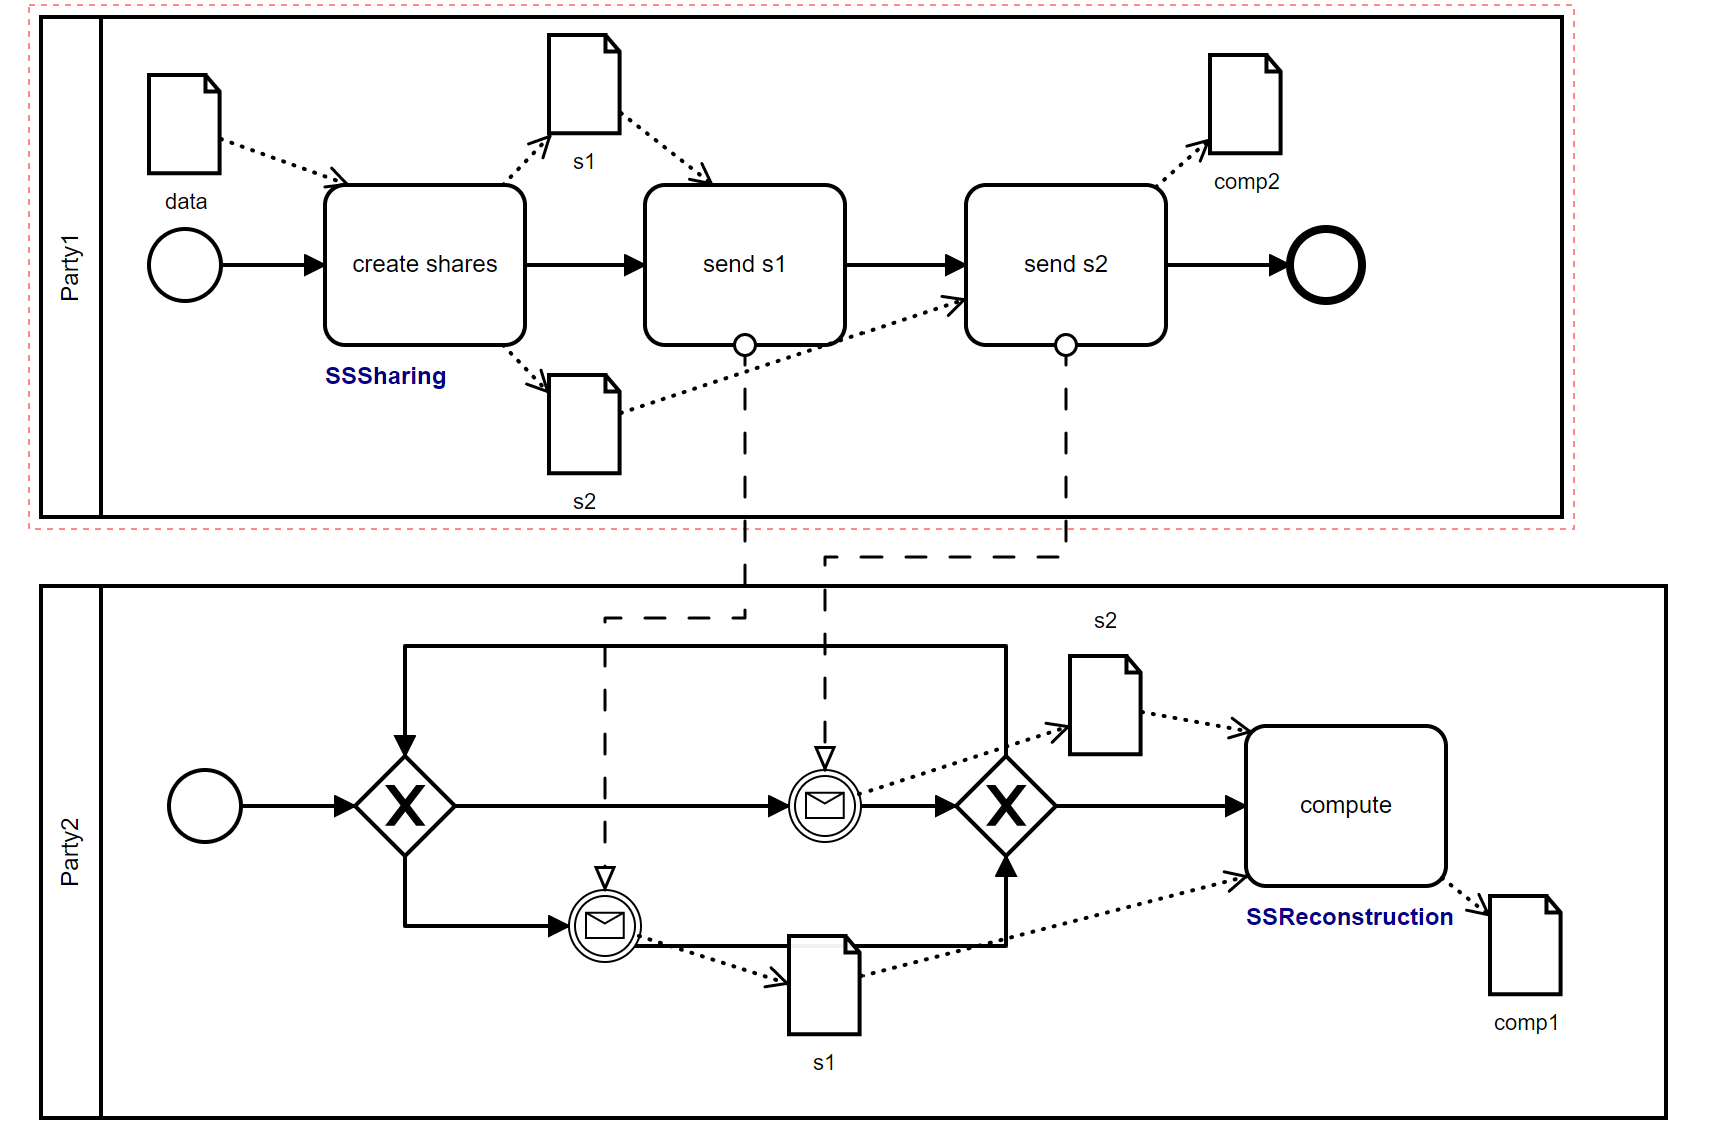 Party1
data
s1
comp2
create shares
send s1
send s2
SSSharing
s2
Party2
s2
compute
SSReconstruction
comp1
s1